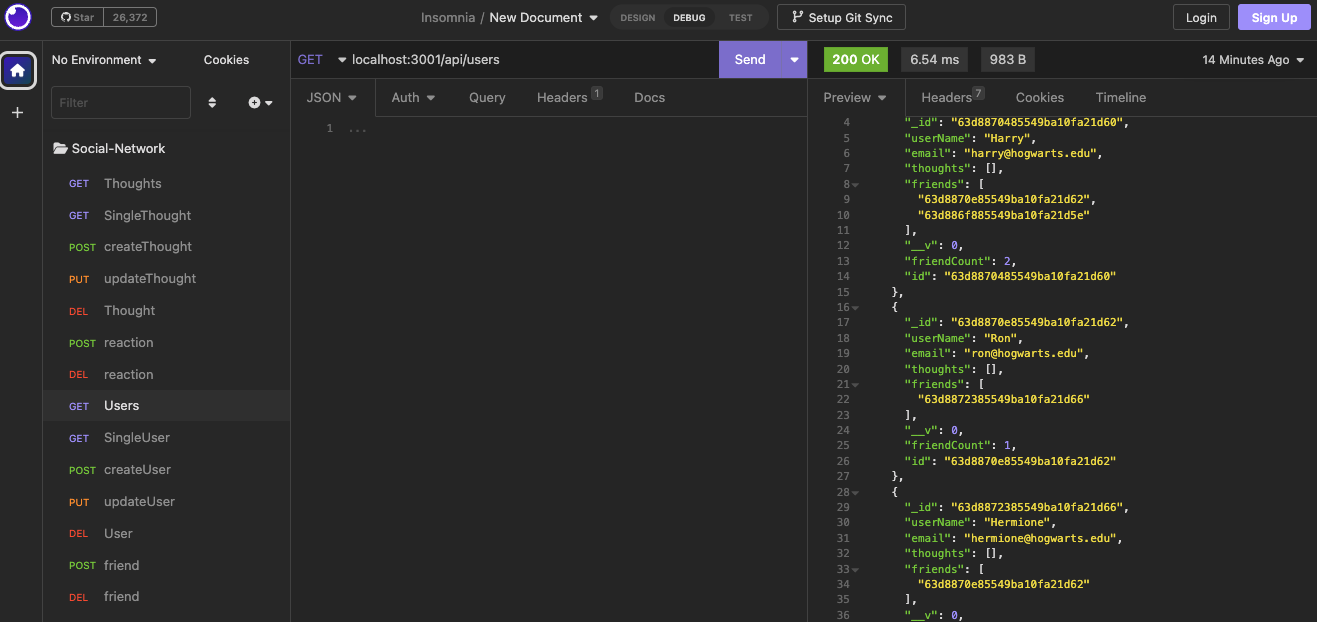 Star 26,372
Insomnia / New Document
DESIGN DEBUG TEST
Setup Git Sync
Login
Sign Up
No Environment
Cookies
Filter
Social-Network
GET Thoughts
GET SingleThought
POST createThought
PUT updateThought
DEL Thought
POST reaction
DEL reaction
GET Users
GET SingleUser
POST createUser
PUT updateUser
DEL User
POST friend
DEL friend
GET localhost:3001/api/users
Send
JSON Auth Query Headers 1 Docs
1 ...
200 OK 6.54 ms 983 B 14 Minutes Ago
Preview Headers 7 Cookies Timeline
4 "_id": "63d8870485549ba10fa21d60",
5 "userName": "Harry",
6 "email": "harry@hogwarts.edu",
7 "thoughts": [],
8 "friends": [
9 "63d8870e85549ba10fa21d62",
10 "63d886f885549ba10fa21d5e"
11 ],
12 "__v": 0,
13 "friendCount": 2,
14 "id": "63d8870485549ba10fa21d60"
15 },
16 {
17 "_id": "63d8870e85549ba10fa21d62",
18 "userName": "Ron",
19 "email": "ron@hogwarts.edu",
20 "thoughts": [],
21 "friends": [
22 "63d8872385549ba10fa21d66"
23 ],
24 "__v": 0,
25 "friendCount": 1,
26 "id": "63d8870e85549ba10fa21d62"
27 },
28 {
29 "_id": "63d8872385549ba10fa21d66",
30 "userName": "Hermione",
31 "email": "hermione@hogwarts.edu",
32 "thoughts": [],
33 "friends": [
34 "63d8870e85549ba10fa21d62"
35 ],
36 "__v": 0,